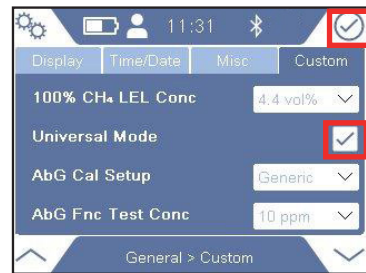 11:31
Display Time/Date Misc Custom
100% CH₄ LEL Conc 4.4 vol%
Universal Mode
AbG Cal Setup Generic
AbG Fnc Test Conc 10 ppm
General > Custom